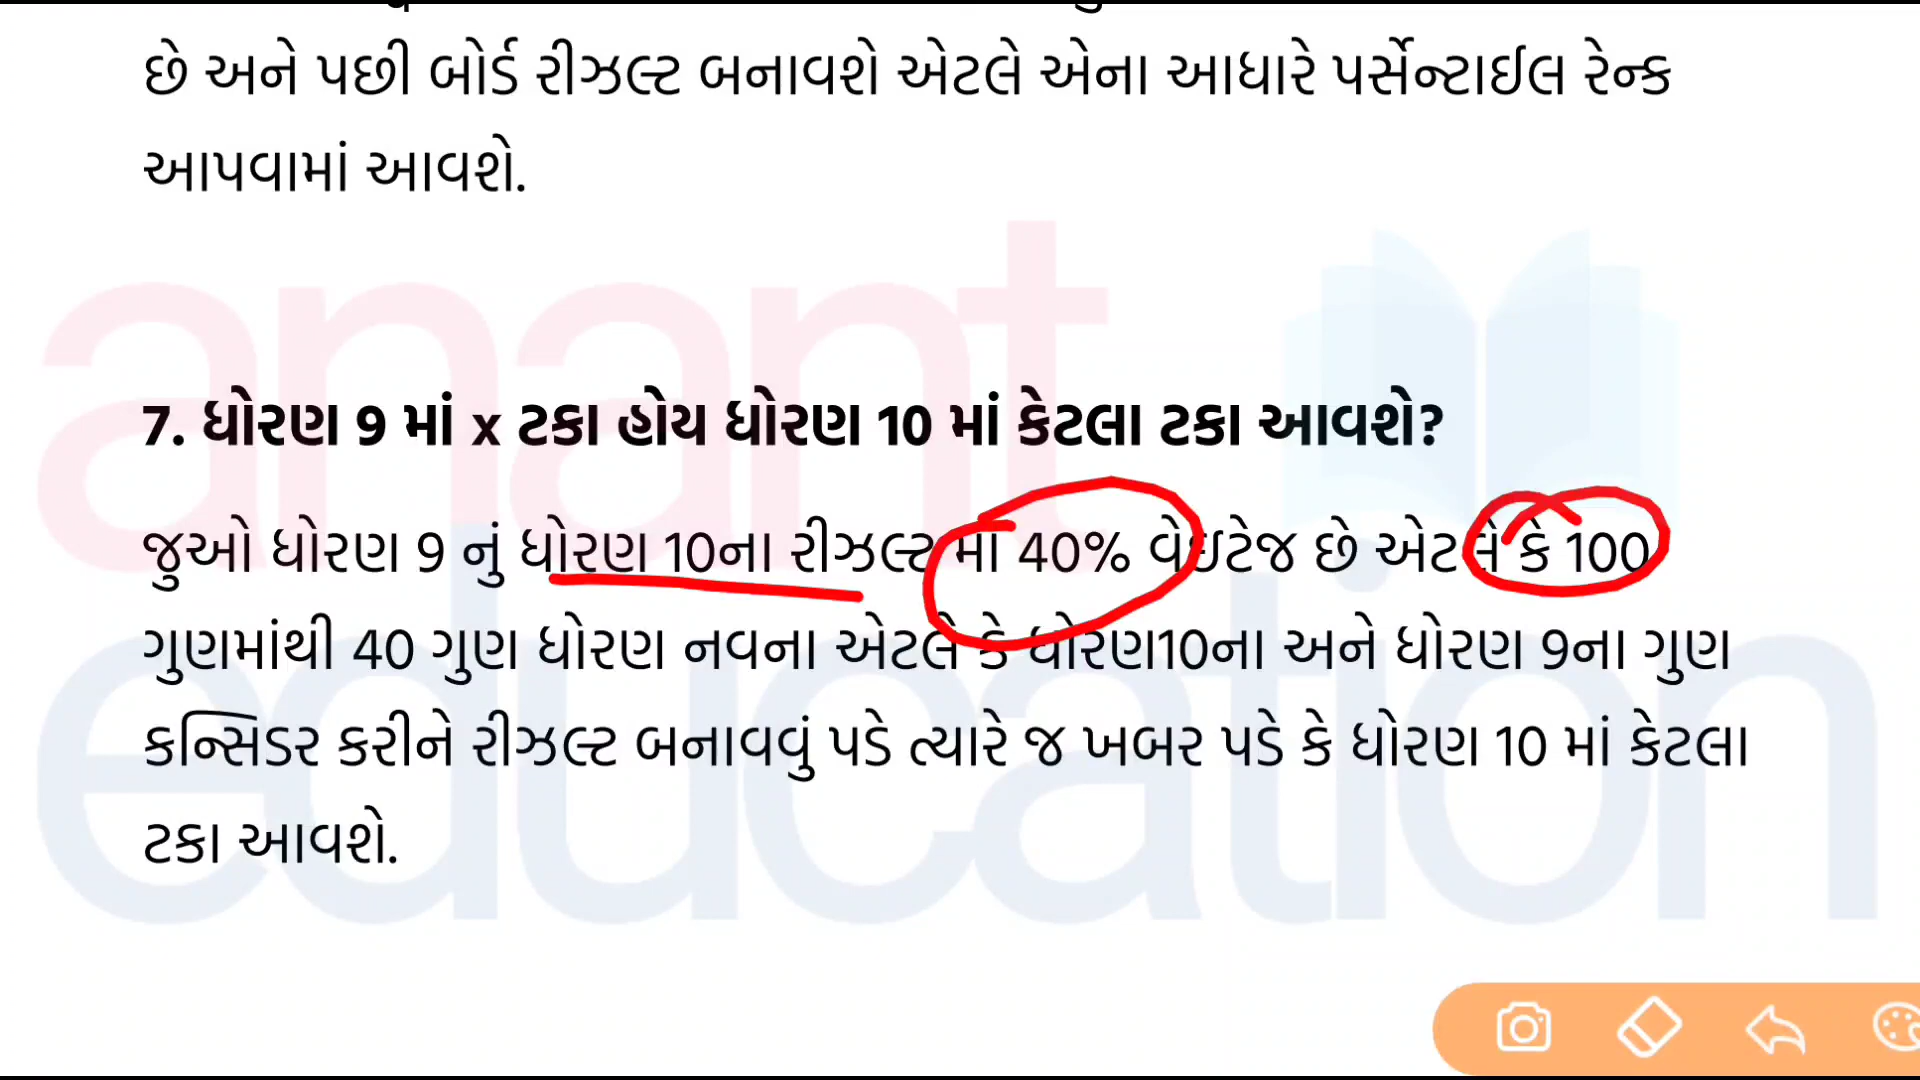 છે અને પછી બોર્ડ રીઝલ્ટ બનાવશે એટલે એના આધારે પર્સેન્ટાઈલ રેન્ક
આપવામાં આવશે.
anant
education
7. ધોરણ 9 માં x ટકા હોય ધોરણ 10 માં કેટલા ટકા આવશે?
જુઓ ધોરણ 9 નું ધોરણ 10ના રીઝલ્ટ માં 40% વેઇટેજ છે એટલે કે 100
ગુણમાંથી 40 ગુણ ધોરણ નવના એટલે કે ધોરણ10ના અને ધોરણ 9ના ગુણ
કન્સિડર કરીને રીઝલ્ટ બનાવવું પડે ત્યારે જ ખબર પડે કે ધોરણ 10 માં કેટલા
ટકા આવશે.